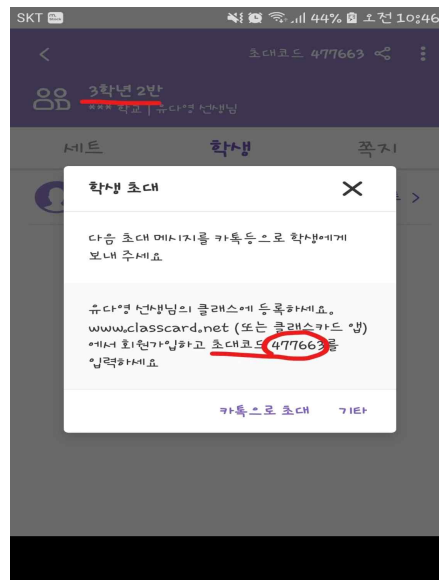 SKT 44% 오전 10:46
초대코드 477663
3학년 2반
*** 학교 | 유다영 선생님
세트 학생 쪽지
학생 초대
다음 초대 메시지를 카톡등으로 학생에게
보내 주세요
유다영 선생님의 클래스에 등록하세요.
www.classcard.net (또는 클래스카드 앱)
에서 회원가입하고 초대코드 477663를
입력하세요
카톡으로 초대 기타